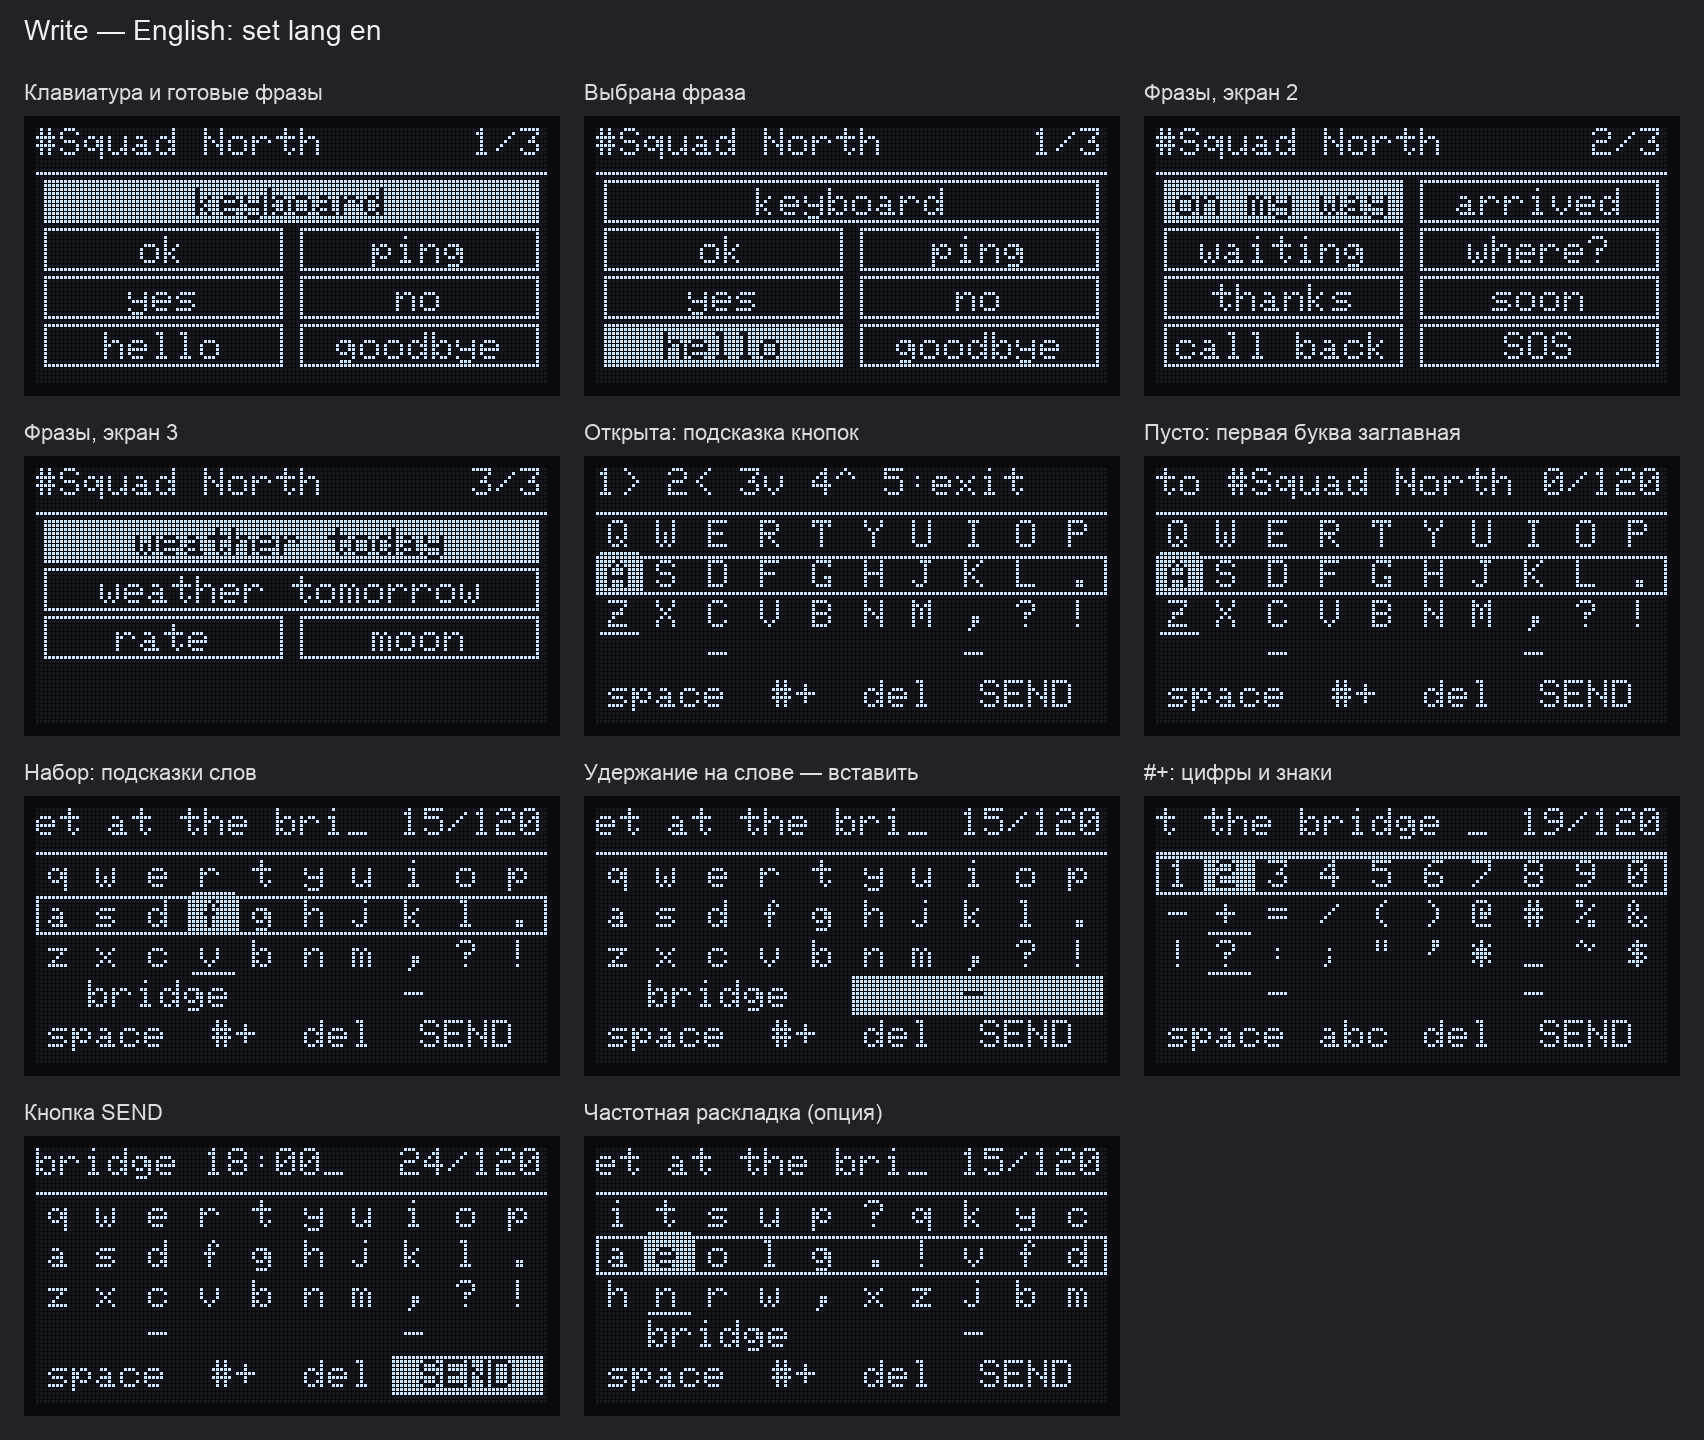 Write — English: set lang en
Клавиатура и готовые фразы
#Squad North 1/3
keyboard
ok ping
yes no
hello goodbye
Выбрана фраза
#Squad North 1/3
keyboard
ok ping
yes no
hello goodbye
Фразы, экран 2
#Squad North 2/3
on my way arrived
waiting where?
thanks soon
call back SOS
Фразы, экран 3
#Squad North 3/3
weather today
weather tomorrow
rate moon
Открыта: подсказка кнопок
1> 2< 3v 4^ 5:exit
Q W E R T Y U I O P
A S D F G H J K L .
Z X C V B N M , ? !
– –
space #+ del SEND
Пусто: первая буква заглавная
to #Squad North 0/120
Q W E R T Y U I O P
A S D F G H J K L .
Z X C V B N M , ? !
– –
space #+ del SEND
Набор: подсказки слов
et at the bri_ 15/120
q w e r t y u i o p
a s d f g h j k l .
z x c v b n m , ? !
bridge –
space #+ del SEND
Удержание на слове — вставить
et at the bri_ 15/120
q w e r t y u i o p
a s d f g h j k l .
z x c v b n m , ? !
bridge –
space #+ del SEND
#+: цифры и знаки
t the bridge _ 19/120
1 2 3 4 5 6 7 8 9 0
- + = / ( ) @ # % &
! ? : ; " ' * _ ~ $
– –
space abc del SEND
Кнопка SEND
bridge 18:00_ 24/120
q w e r t y u i o p
a s d f g h j k l .
z x c v b n m , ? !
– –
space #+ del SEND
Частотная раскладка (опция)
et at the bri_ 15/120
i t s u p ? q k y c
a e o l g . ! v f d
h n r w , x z j b m
bridge –
space #+ del SEND